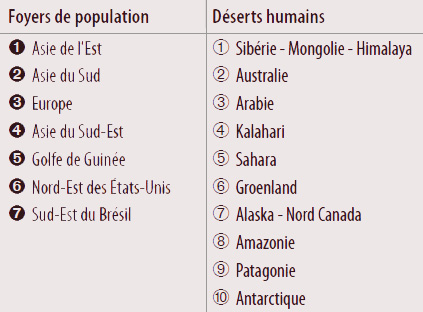 Foyers de population
❶ Asie de l'Est
❷ Asie du Sud
❸ Europe
❹ Asie du Sud-Est
❺ Golfe de Guinée
❻ Nord-Est des États-Unis
❼ Sud-Est du Brésil
Déserts humains
① Sibérie - Mongolie - Himalaya
② Australie
③ Arabie
④ Kalahari
⑤ Sahara
⑥ Groenland
⑦ Alaska - Nord Canada
⑧ Amazonie
⑨ Patagonie
⑩ Antarctique